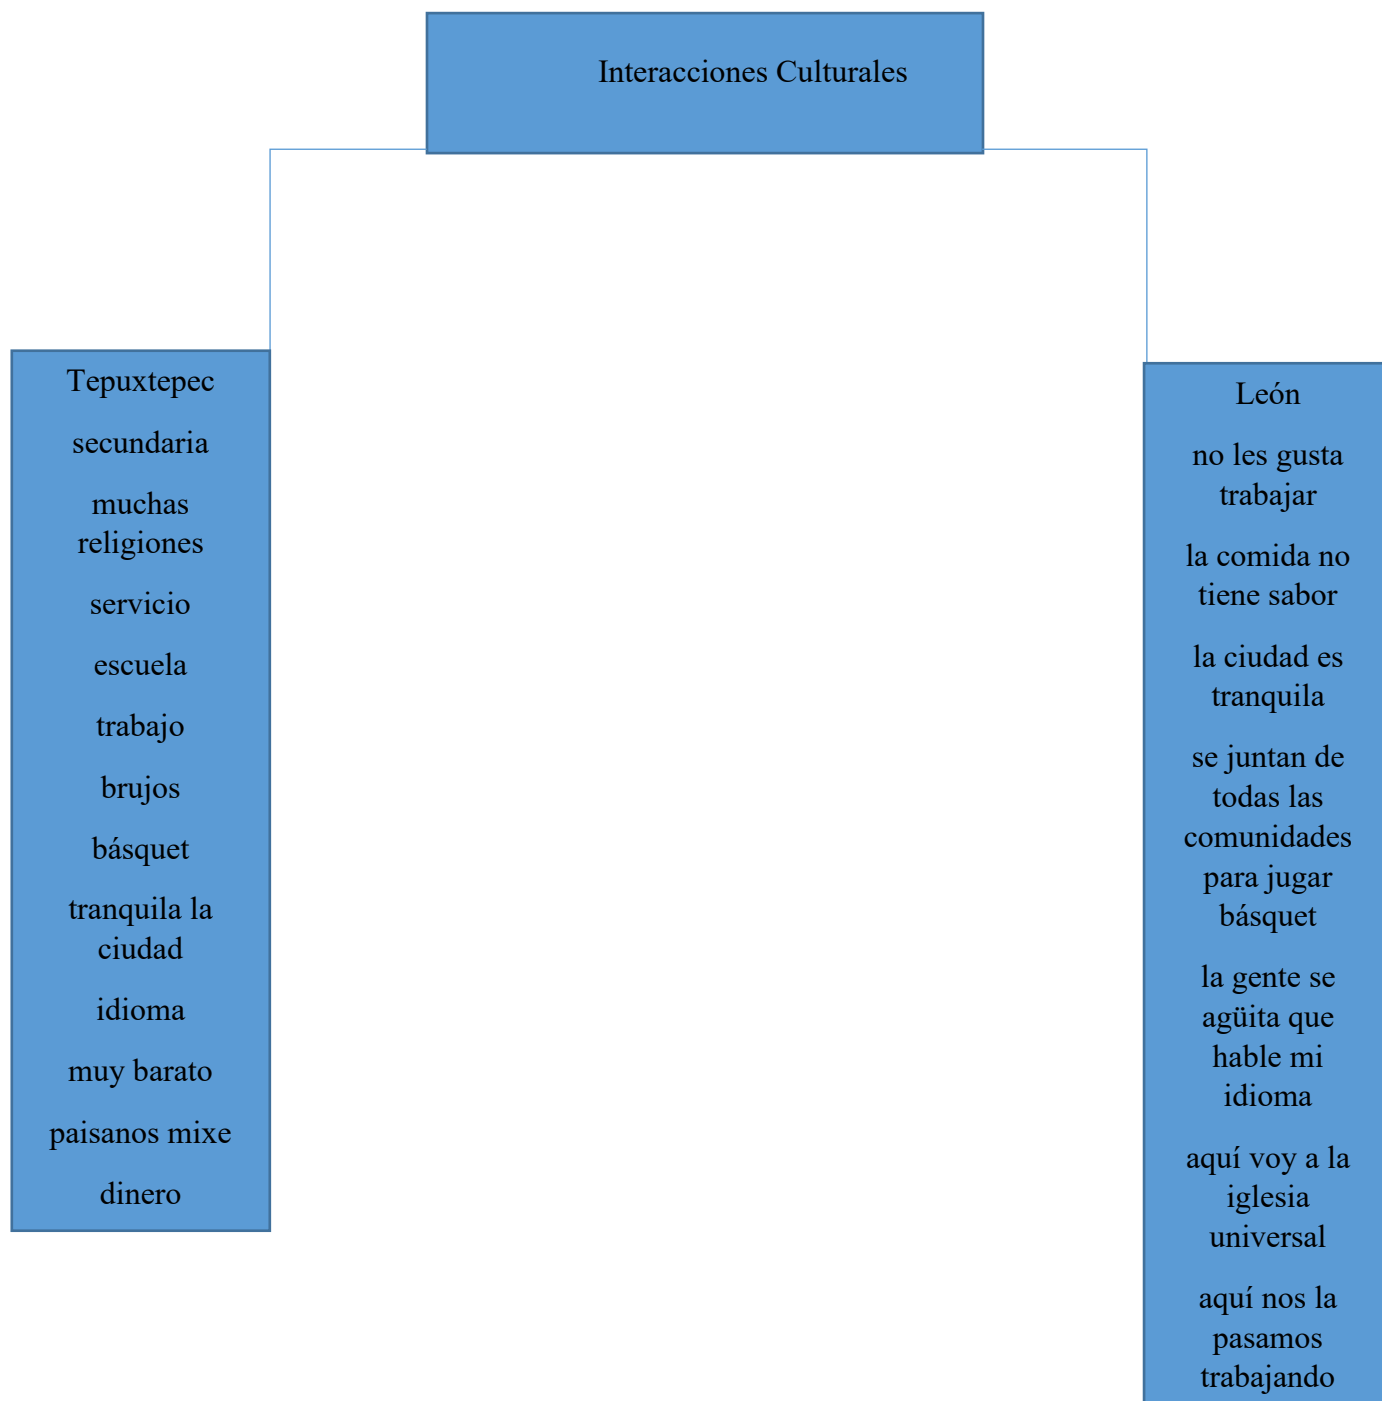 Interacciones Culturales
Tepuxtepec
secundaria
muchas
religiones
servicio
escuela
trabajo
brujos
básquet
tranquila la
ciudad
idioma
muy barato
paisanos mixe
dinero
León
no les gusta
trabajar
la comida no
tiene sabor
la ciudad es
tranquila
se juntan de
todas las
comunidades
para jugar
básquet
la gente se
agüita que
hable mi
idioma
aquí voy a la
iglesia
universal
aquí nos la
pasamos
trabajando